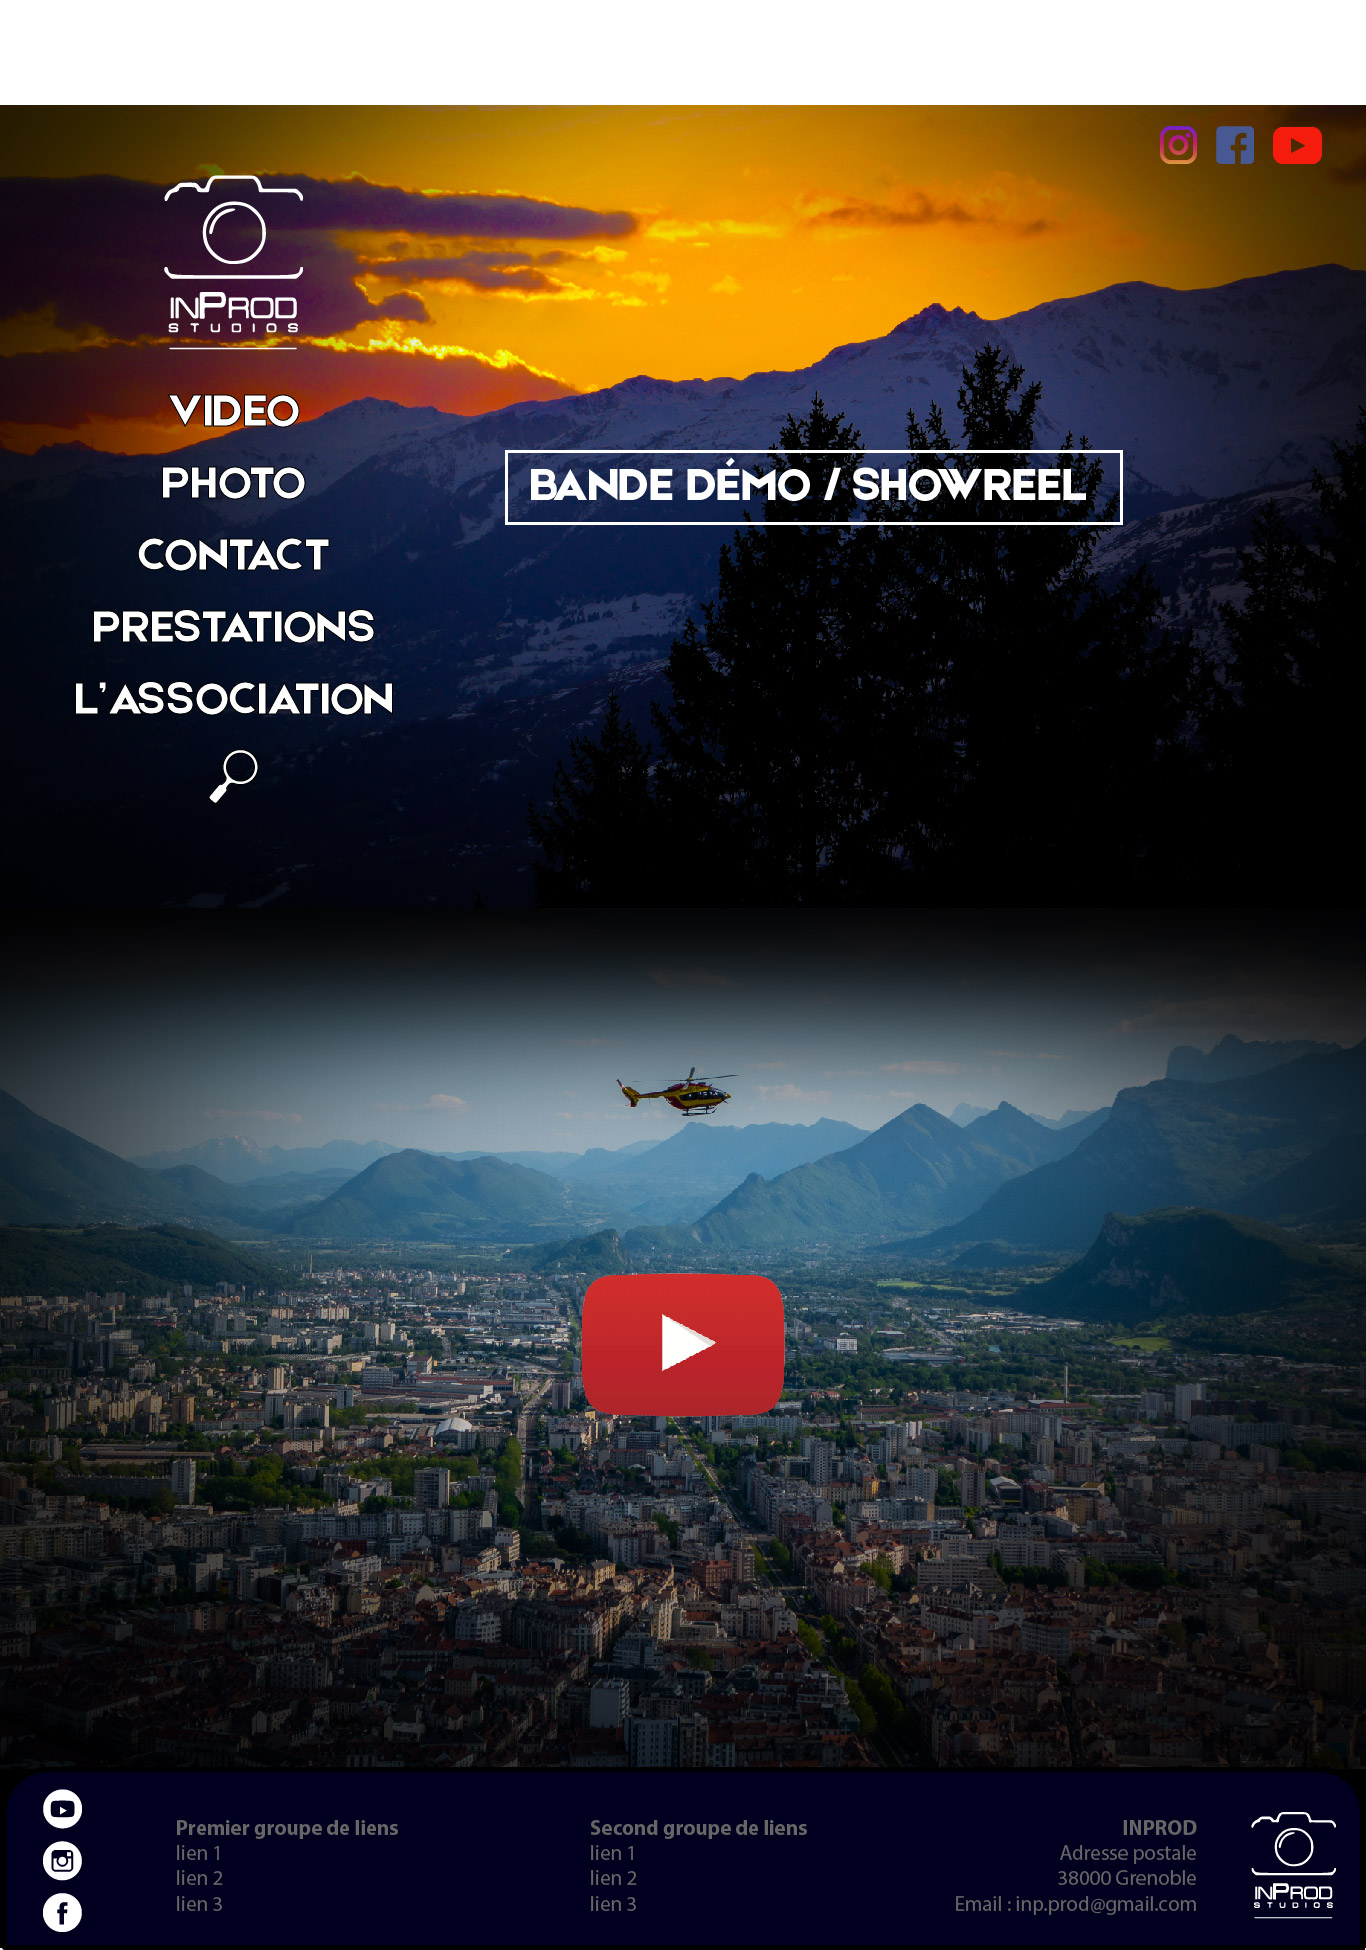 INPROD
STUDIOS
VIDEO
PHOTO
CONTACT
PRESTATIONS
L'ASSOCIATION
BANDE DÉMO / SHOWREEL
Premier groupe de liens
lien 1
lien 2
lien 3
Second groupe de liens
lien 1
lien 2
lien 3
INPROD
Adresse postale
38000 Grenoble
Email : inp.prod@gmail.com
INPROD
STUDIOS